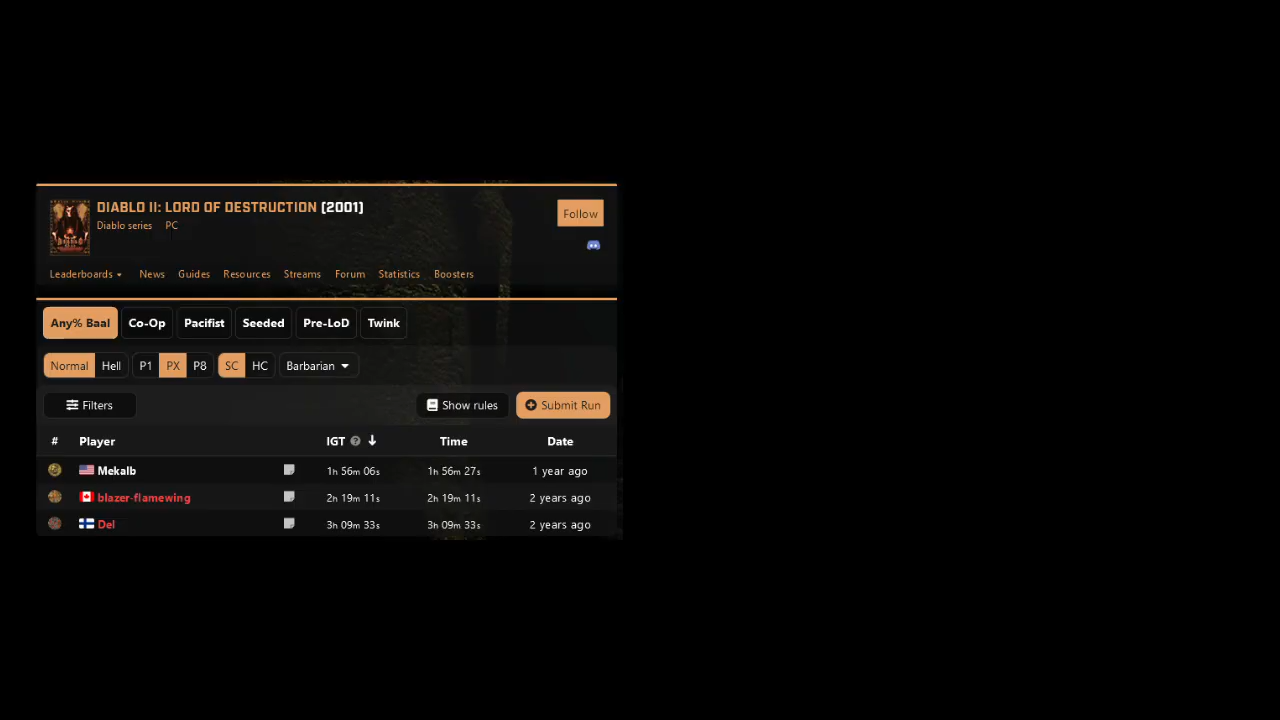 DIABLO II: LORD OF DESTRUCTION (2001)
Diablo series PC
Follow
Leaderboards News Guides Resources Streams Forum Statistics Boosters
Any% Baal Co-Op Pacifist Seeded Pre-LoD Twink
Normal Hell P1 PX P8 SC HC Barbarian
Filters Show rules Submit Run
# Player IGT ? Time Date
Mekalb 1h 56m 06s 1h 56m 27s 1 year ago
blazer-flamewing 2h 19m 11s 2h 19m 11s 2 years ago
Del 3h 09m 33s 3h 09m 33s 2 years ago